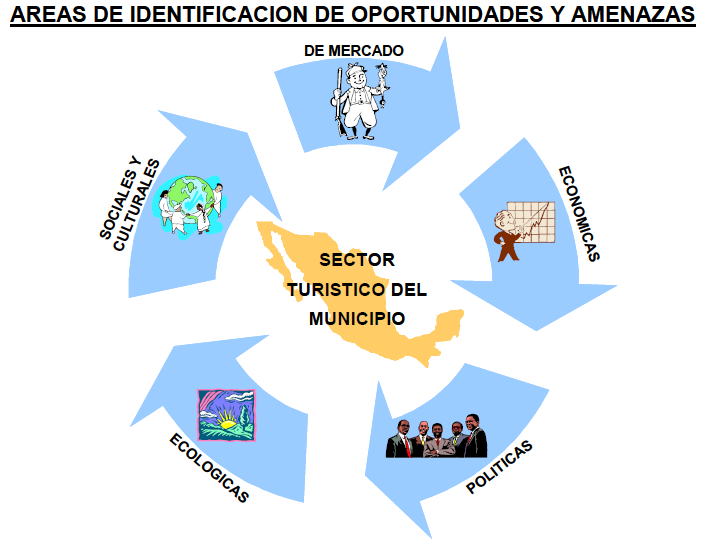 AREAS DE IDENTIFICACION DE OPORTUNIDADES Y AMENAZAS
DE MERCADO
ECONOMICAS
POLITICAS
ECOLOGICAS
SOCIALES Y
CULTURALES
SECTOR
TURISTICO DEL
MUNICIPIO